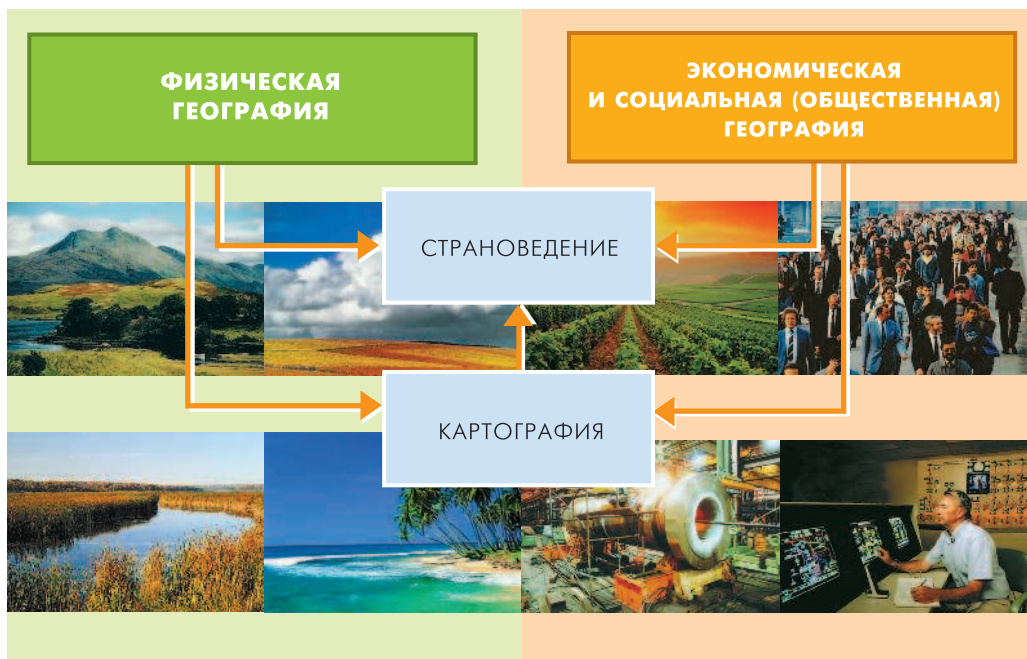 ФИЗИЧЕСКАЯ
ГЕОГРАФИЯ
ЭКОНОМИЧЕСКАЯ
И СОЦИАЛЬНАЯ (ОБЩЕСТВЕННАЯ)
ГЕОГРАФИЯ
СТРАНОВЕДЕНИЕ
КАРТОГРАФИЯ